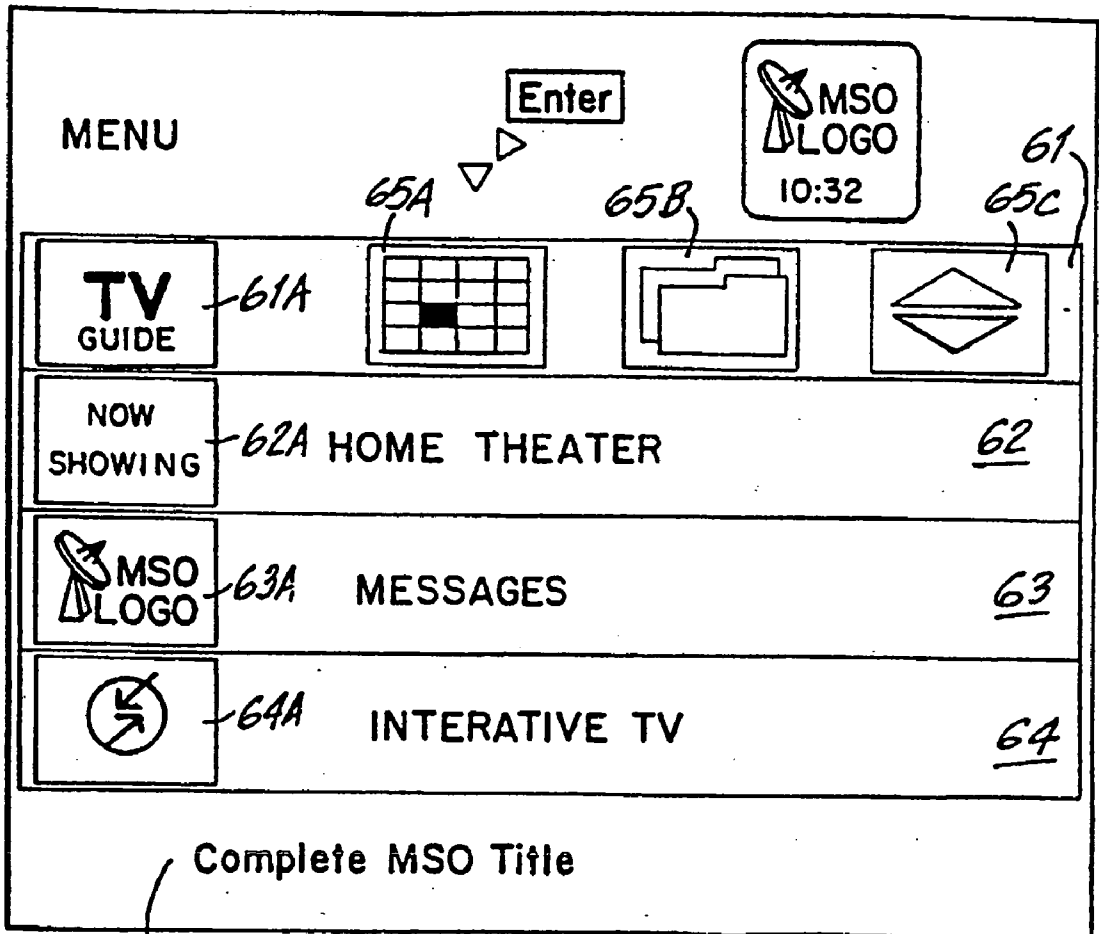 MENU
Enter
MSO
LOGO
10:32
61
65A
65B
65C
TV
GUIDE
61A
NOW
SHOWING
62A
HOME THEATER
62
MSO
LOGO
63A
MESSAGES
63
64A
INTERATIVE TV
64
Complete MSO Title